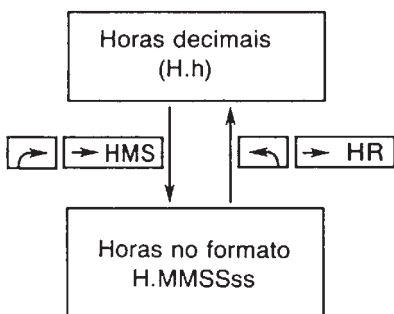 Horas decimais
(H.h)
→ HMS
→ HR
Horas no formato
H.MMSSss